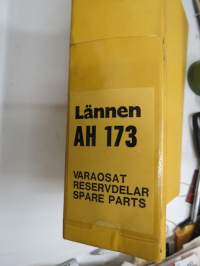 Lännen
AH 173
VARAOSAT
RESERVDELAR
SPARE PARTS